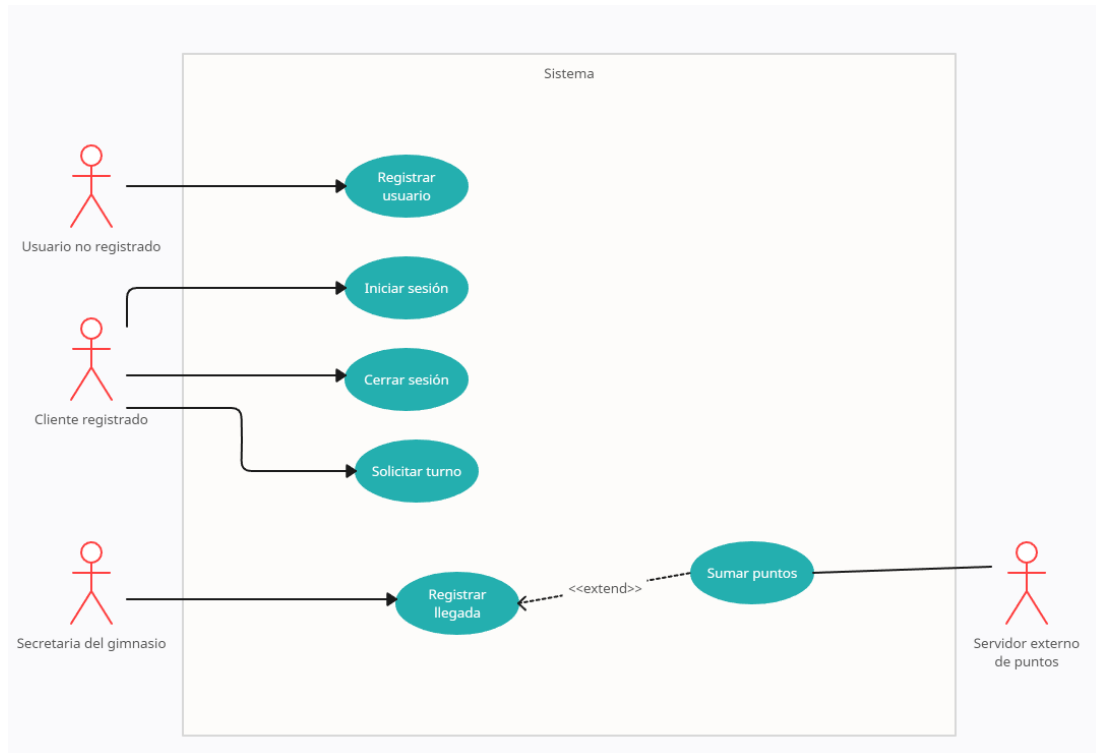 Sistema
Registrar
usuario
Usuario no registrado
Iniciar sesión
Cerrar sesión
Cliente registrado
Solicitar turno
Sumar puntos
<<extend>>
Registrar
llegada
Secretaria del gimnasio
Servidor externo
de puntos